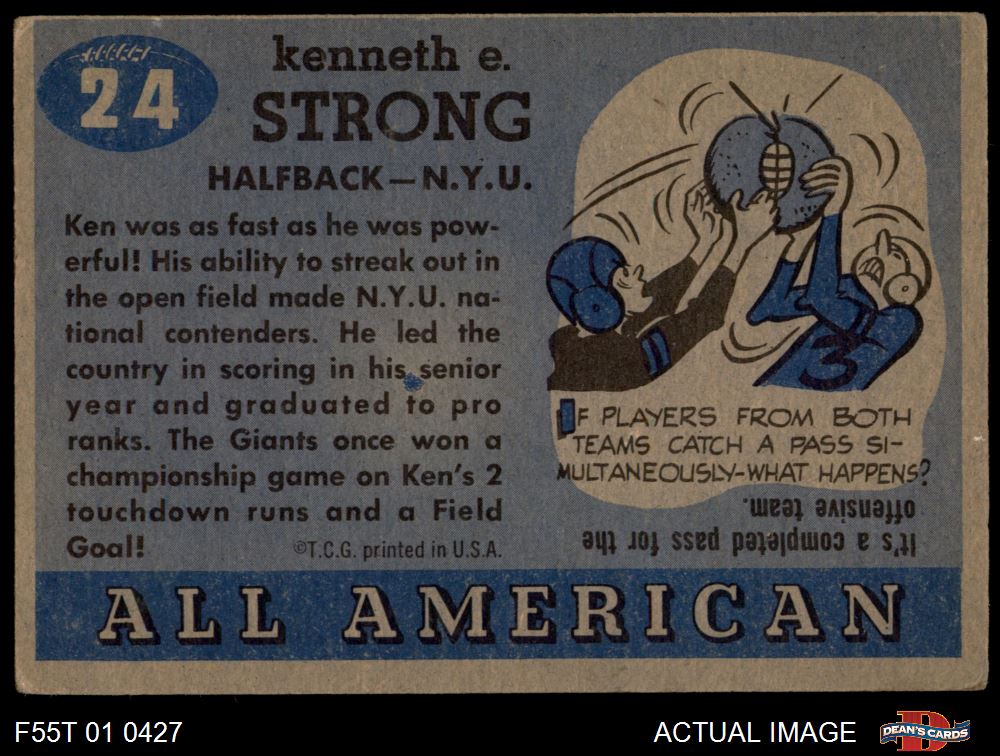 24
kenneth e.
STRONG
HALFBACK—N.Y.U.
Ken was as fast as he was pow-
erful! His ability to streak out in
the open field made N.Y.U. na-
tional contenders. He led the
country in scoring in his senior
year and graduated to pro
ranks. The Giants once won a
championship game on Ken's 2
touchdown runs and a Field
Goal!
©T.C.G. printed in U.S.A.
3
IF PLAYERS FROM BOTH
TEAMS CATCH A PASS SI-
MULTANEOUSLY-WHAT HAPPENS?
It's a completed pass for the
offensive team.
ALL AMERICAN
F55T 01 0427
ACTUAL IMAGE
D
DEAN'S CARDS